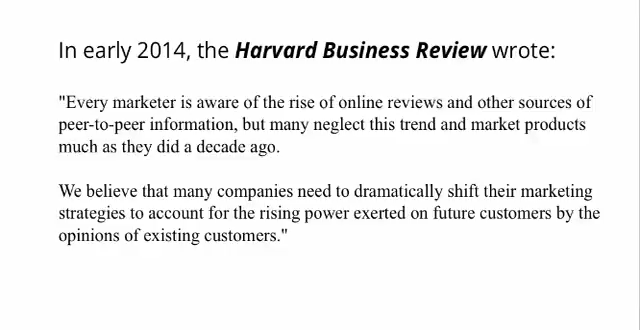 In early 2014, the Harvard Business Review wrote:
"Every marketer is aware of the rise of online reviews and other sources of
peer-to-peer information, but many neglect this trend and market products
much as they did a decade ago.
We believe that many companies need to dramatically shift their marketing
strategies to account for the rising power exerted on future customers by the
opinions of existing customers."